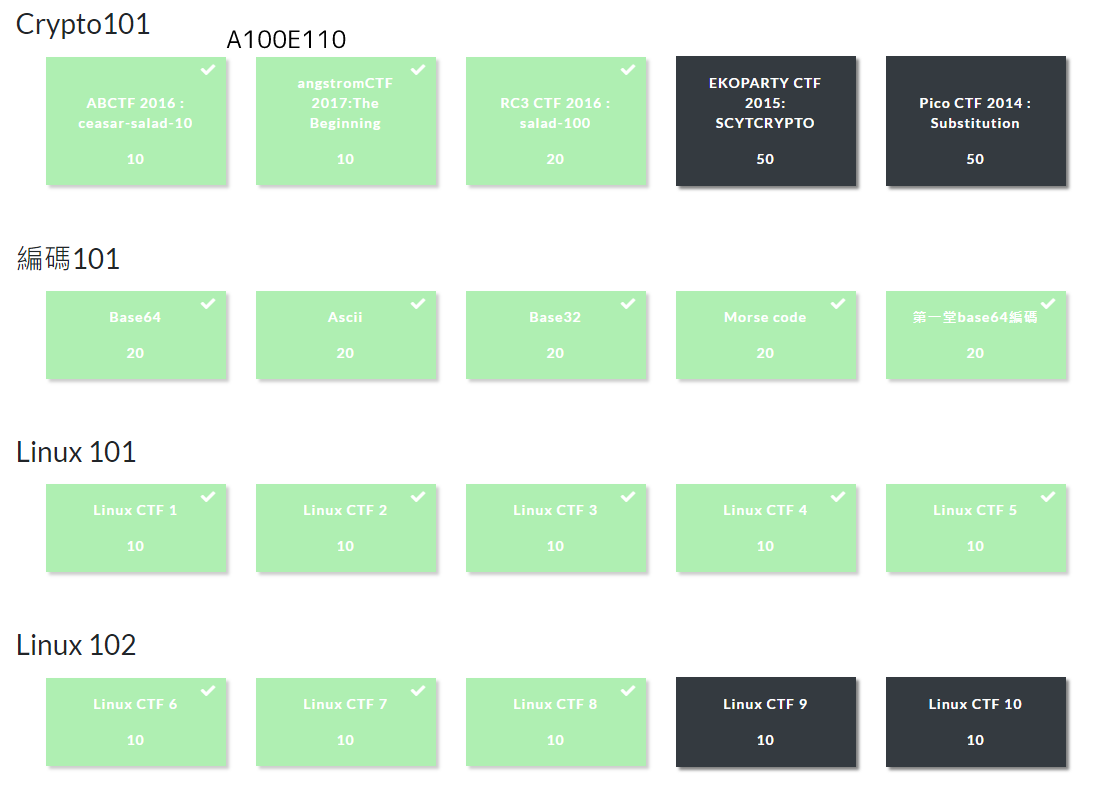 Crypto101
A100E110
ABCTF 2016 :
ceasar-salad-10
10
angstromCTF
2017:The
Beginning
10
RC3 CTF 2016 :
salad-100
20
EKOPARTY CTF
2015:
SCYTCRYPTO
50
Pico CTF 2014 :
Substitution
50
編碼101
Base64
20
Ascii
20
Base32
20
Morse code
20
第一堂base64編碼
20
Linux 101
Linux CTF 1
10
Linux CTF 2
10
Linux CTF 3
10
Linux CTF 4
10
Linux CTF 5
10
Linux 102
Linux CTF 6
10
Linux CTF 7
10
Linux CTF 8
10
Linux CTF 9
10
Linux CTF 10
10